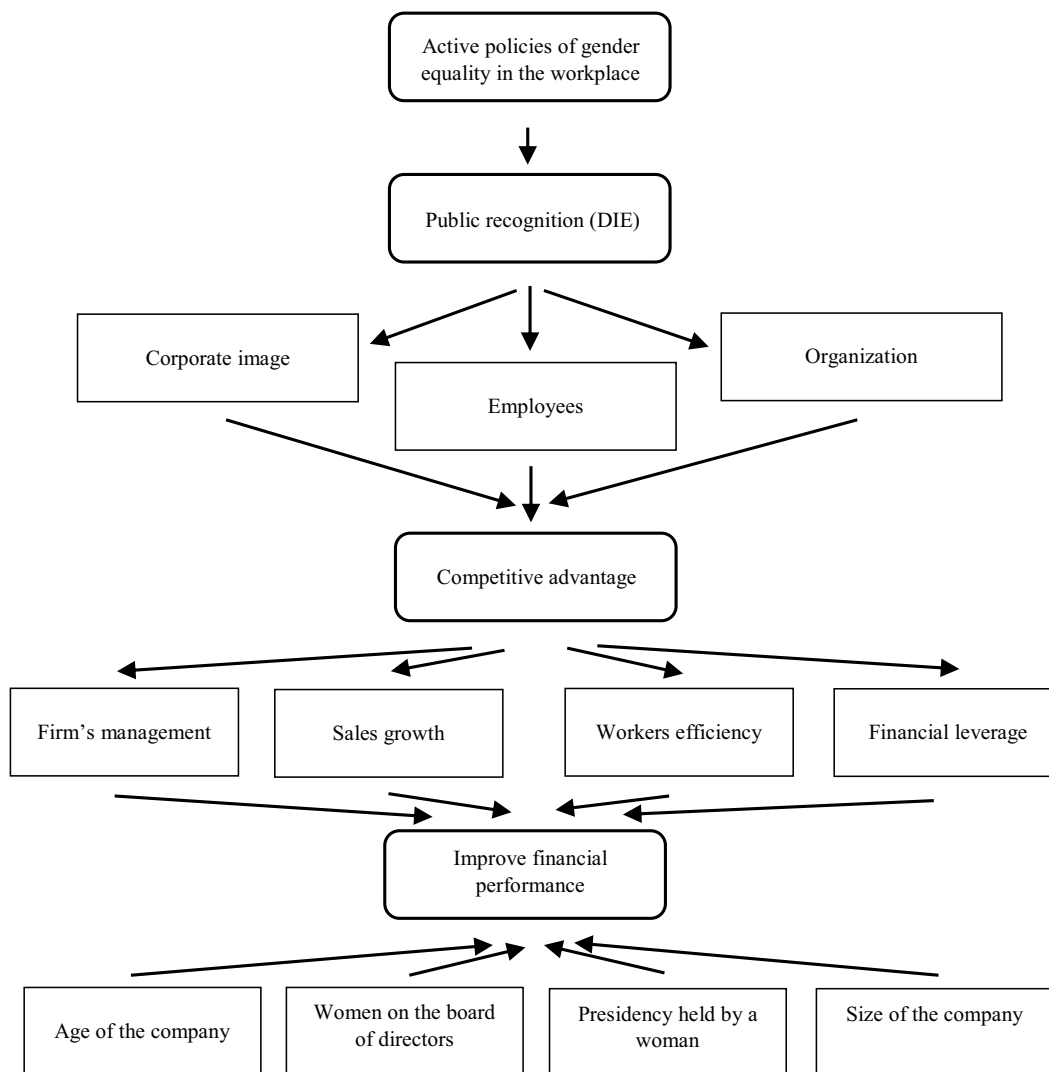 Active policies of gender
equality in the workplace
Public recognition (DIE)
Corporate image
Employees
Organization
Competitive advantage
Firm’s management
Sales growth
Workers efficiency
Financial leverage
Improve financial
performance
Age of the company
Women on the board
of directors
Presidency held by a
woman
Size of the company